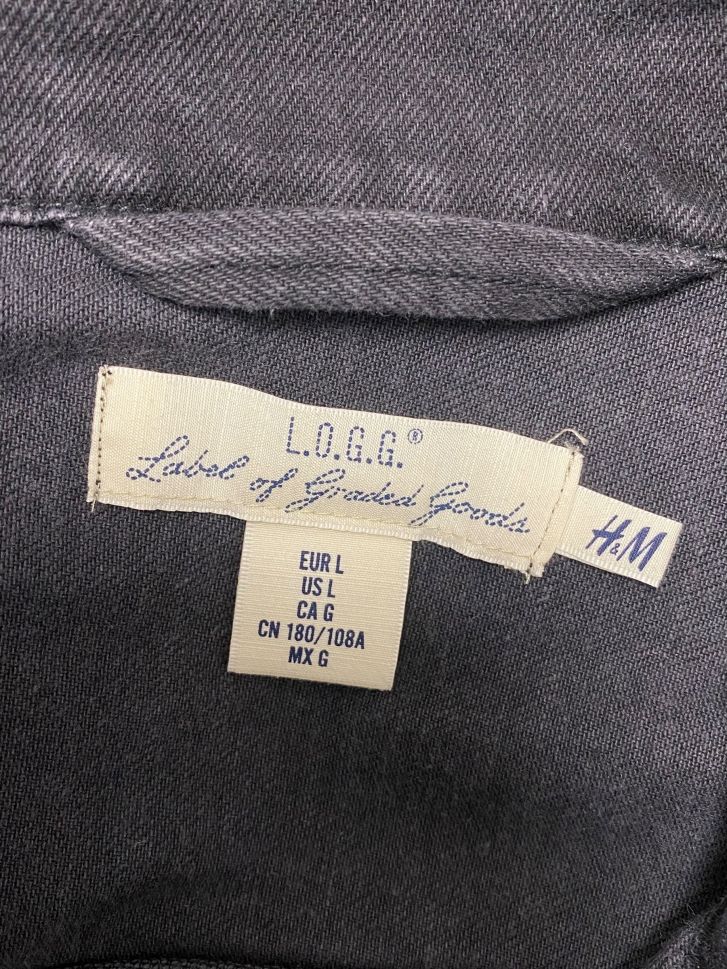 L.O.G.G.®
Label of Graded Goods
H&M
EUR L
US L
CA G
CN 180/108A
MX G